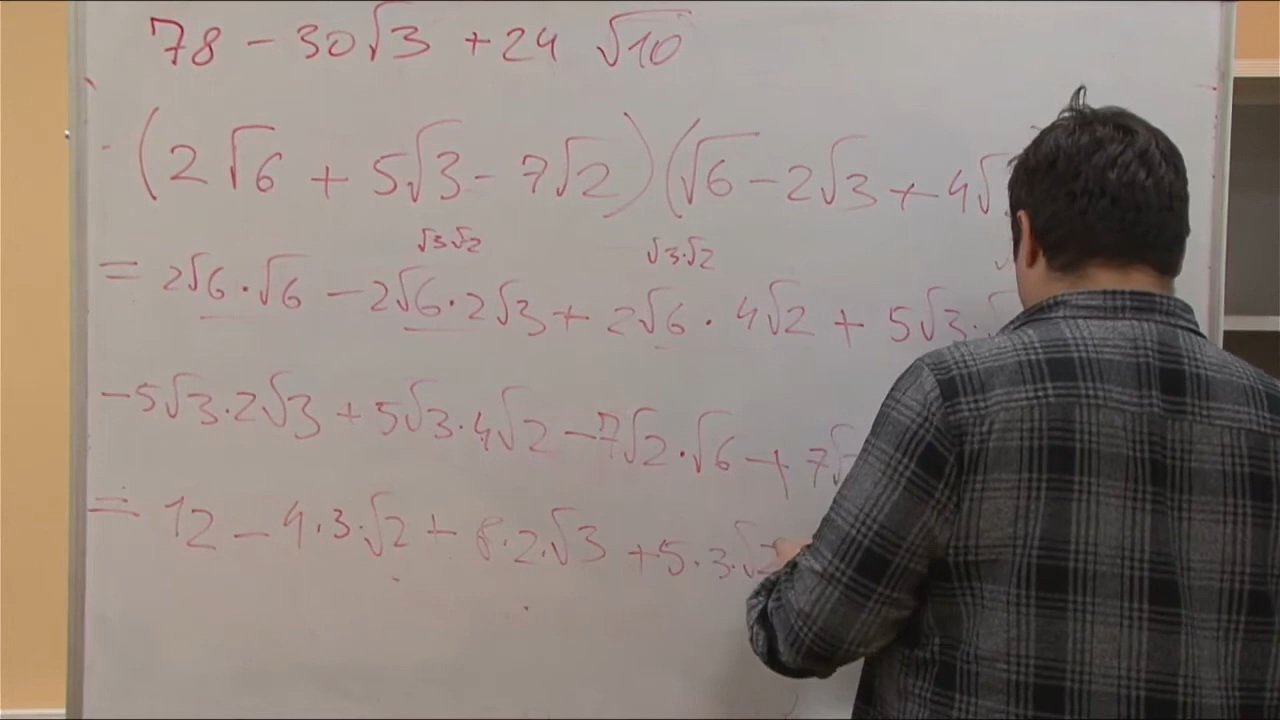 78 - 30√3 + 24 √10
(2√6 + 5√3 - 7√2)(√6 - 2√3 + 4√
√3√2 √3·√2
= 2√6·√6 - 2√6·2√3 + 2√6·4√2 + 5√3·√
-5√3·2√3 + 5√3·4√2 - 7√2·√6 + 7√
= 12 - 4·3·√2 + 8·2·√3 + 5·3·√2